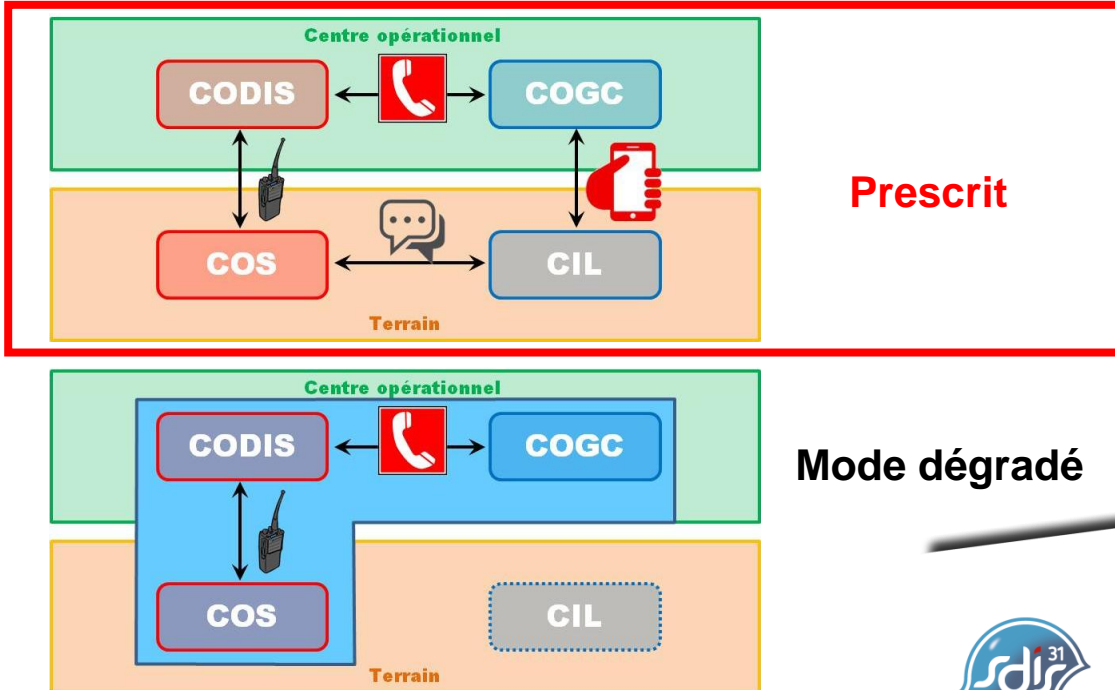 Centre opérationnel
CODIS
COGC
Prescrit
COS
CIL
Terrain
Centre opérationnel
CODIS
COGC
Mode dégradé
COS
CIL
Terrain
sdis 31